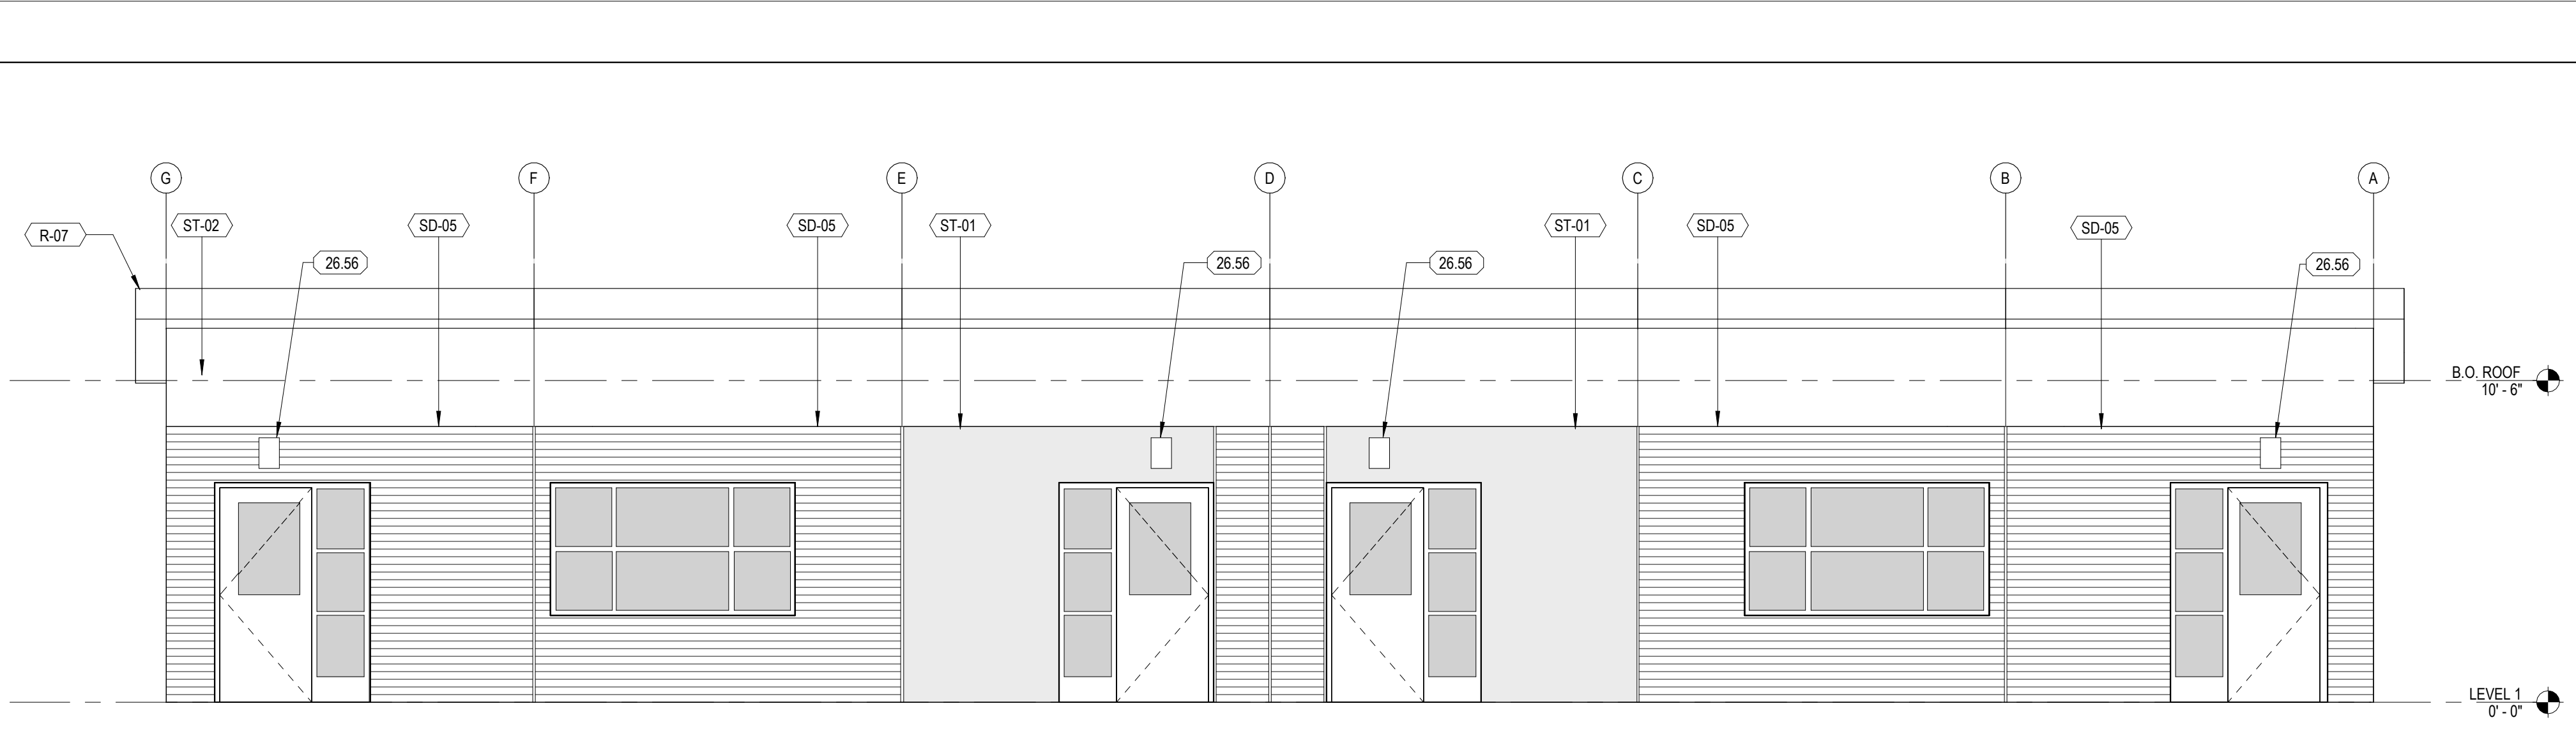 G
F
E
D
C
B
A
R-07
ST-02
SD-05
SD-05
ST-01
ST-01
SD-05
SD-05
26.56
26.56
26.56
26.56
B.O. ROOF
10' - 6"
LEVEL 1
0' - 0"